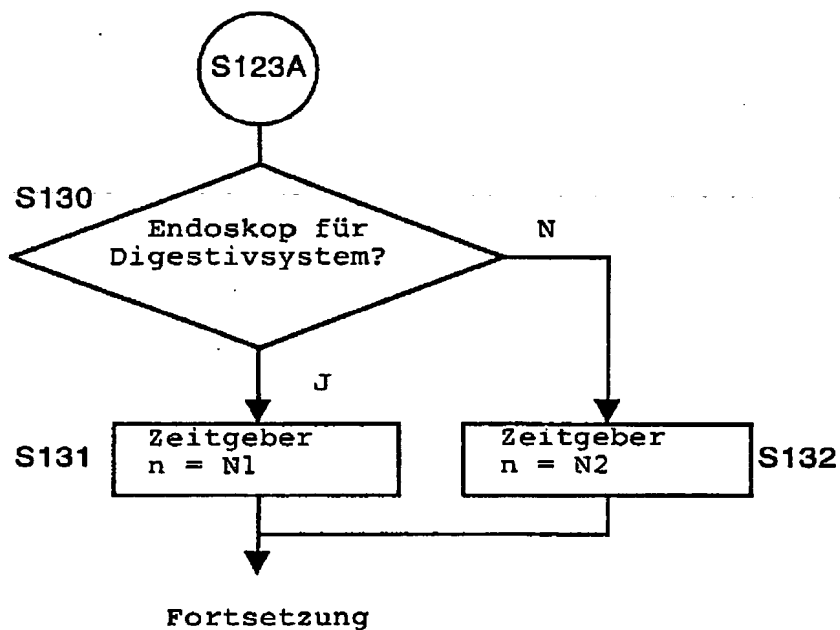 S123A
S130
Endoskop für
Digestivsystem?
N
J
S131
Zeitgeber
n = N1
Zeitgeber
n = N2
S132
Fortsetzung